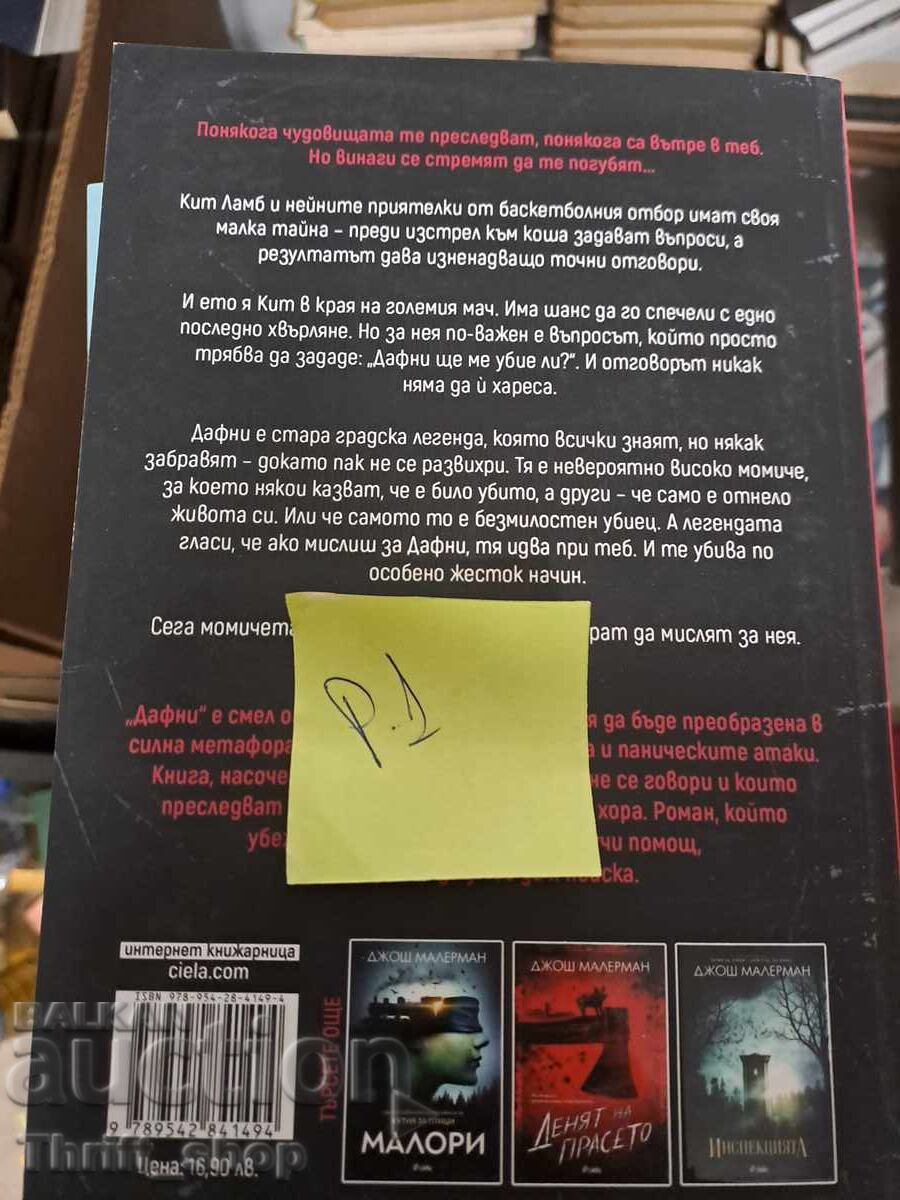 Понякога чудовищата те преследват, понякога са вътре в теб.
Но винаги се стремят да те погубят...
Кит Ламб и нейните приятелки от баскетболния отбор имат своя
малка тайна – преди изстрел към коша задават въпроси, а
резултатът дава изненадващо точни отговори.
И ето я Кит в края на големия мач. Има шанс да го спечели с едно
последно хвърляне. Но за нея по-важен е въпросът, който просто
трябва да зададе: „Дафни ще ме убие ли?“. И отговорът никак
няма да ѝ хареса.
Дафни е стара градска легенда, която всички знаят, но някак
забравят – докато пак не се развихри. Тя е невероятно високо момиче,
за което някои казват, че е било убито, а други – че само е отнело
живота си. Или че самото то е безмилостен убиец. А легендата
гласи, че ако мислиш за Дафни, тя идва при теб. И те убива по
особено жесток начин.
Сега момичета рат да мислят за нея.
P.1
„Дафни“ е смел о я да бъде преобразена в
силна метафора а и паническите атаки.
Книга, насоче не се говори и които
преследват хора. Роман, който
убе чи помощ,
иска.
интернет книжарница
ciela.com
ISBN 978-954-28-4149-4
9 789542 841494
Цена: 16,90 лв.
ТЪРСЕТЕ ОЩЕ
ДЖОШ МАЛЕРМАН
МАЛОРИ
ДЖОШ МАЛЕРМАН
ДЕНЯТ НА
ПРАСЕТО
ДЖОШ МАЛЕРМАН
ИНСПЕКЦИЯТА
BALKAN
auction
Thrift_shop